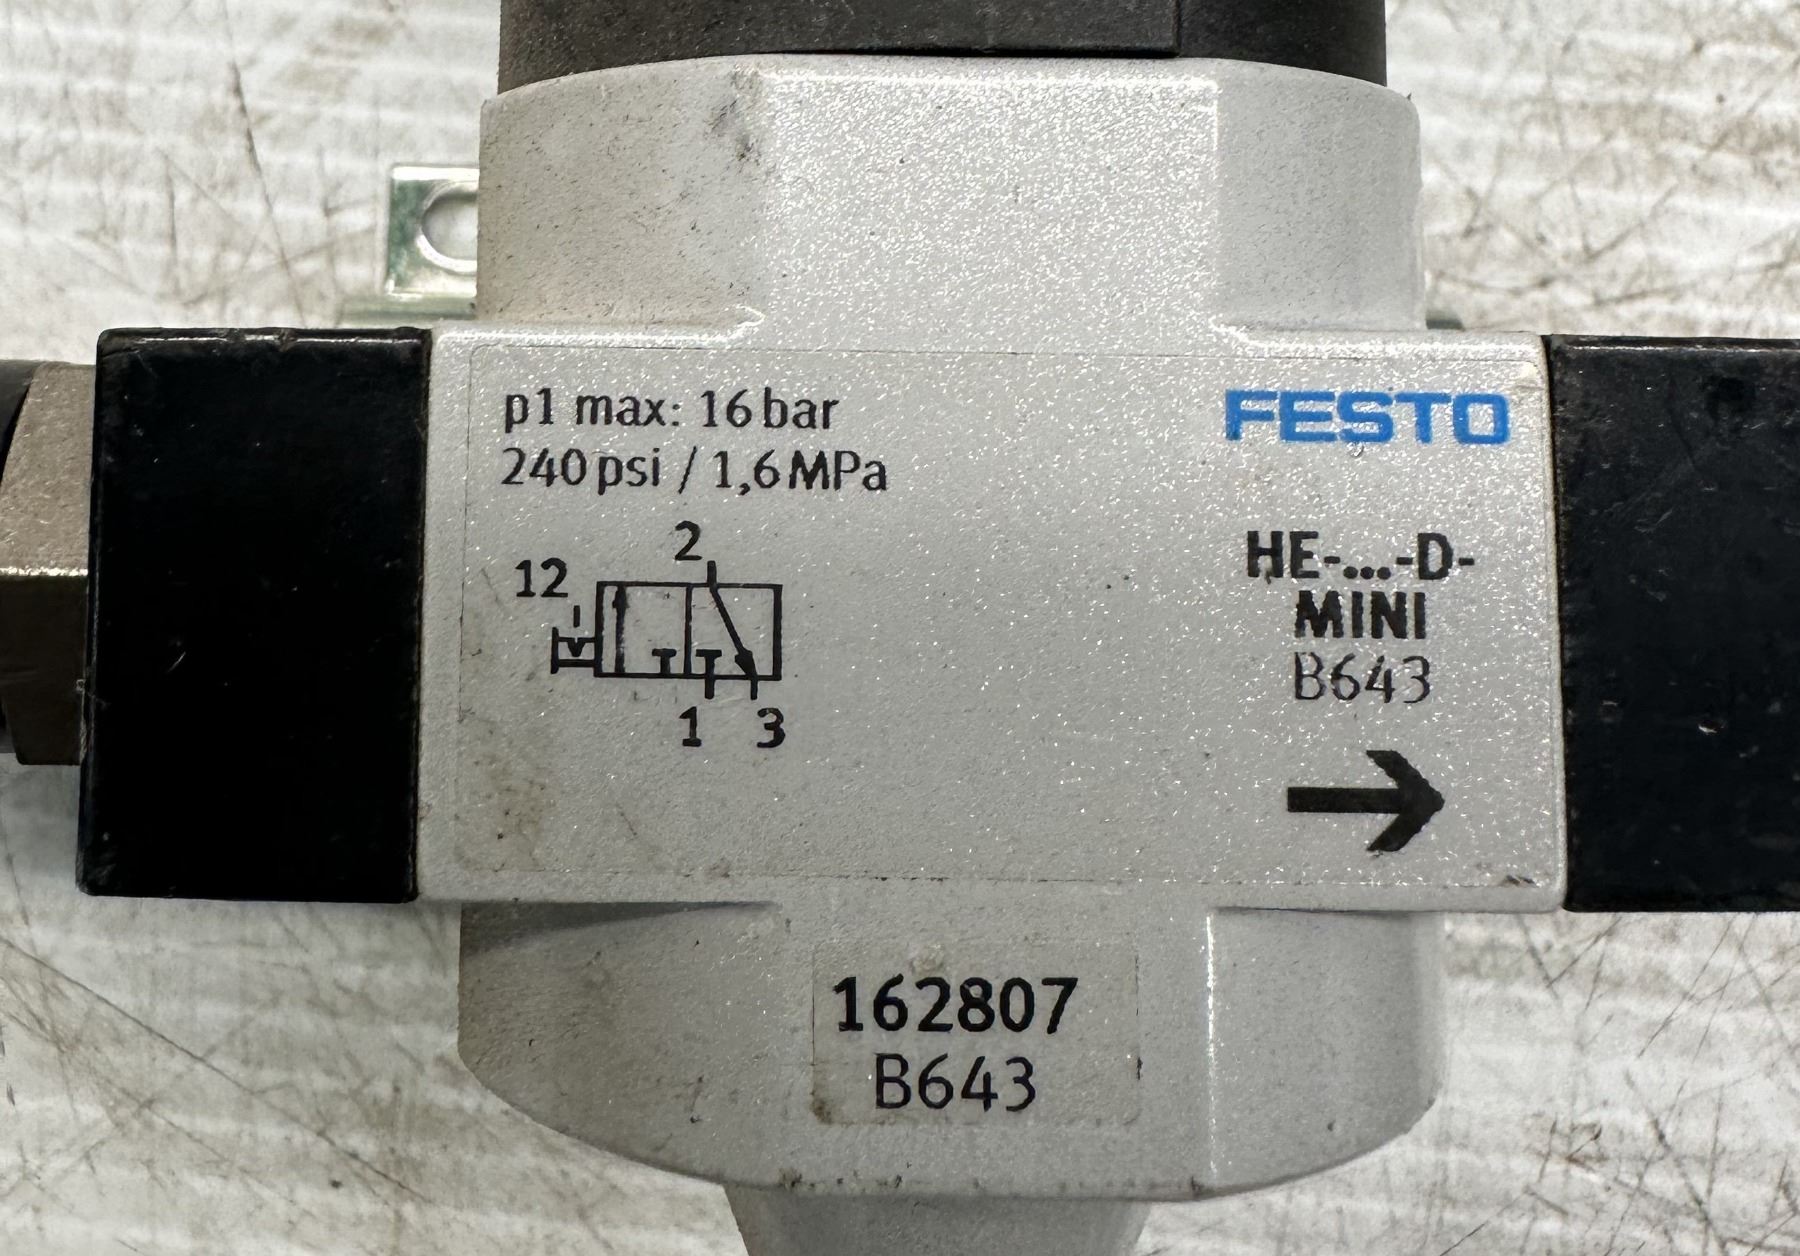 p1 max: 16 bar
240 psi / 1,6 MPa
FESTO
HE-...-D-
MINI
B643
12
2
1 3
162807
B643